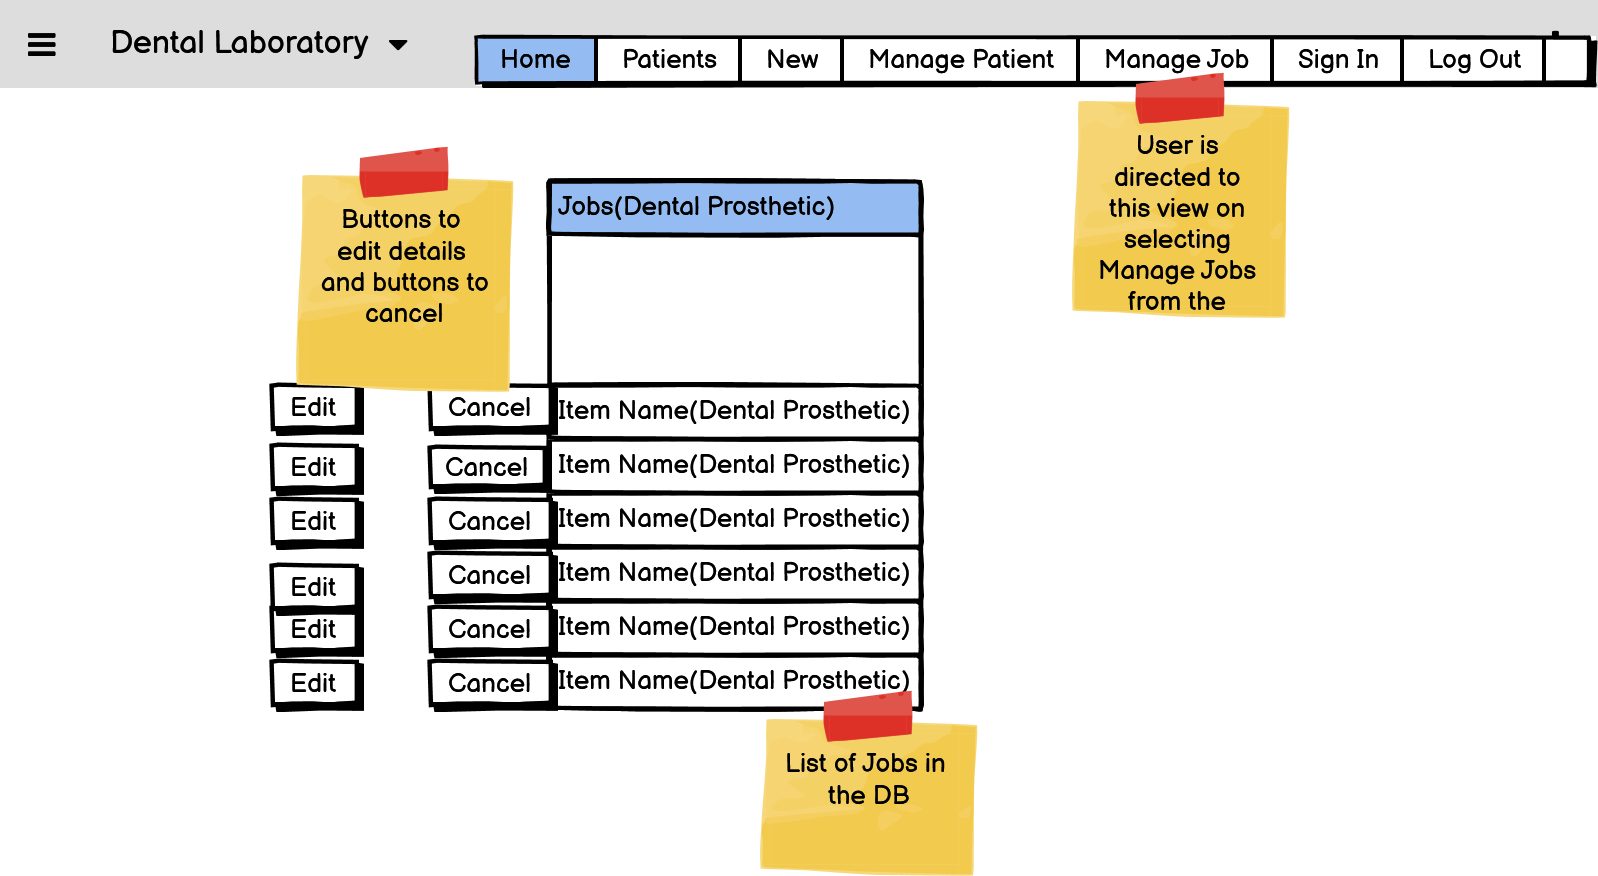 Dental Laboratory
Home Patients New Manage Patient Manage Job Sign In Log Out
User is
directed to
this view on
selecting
Manage Jobs
from the
Buttons to
edit details
and buttons to
cancel
Jobs(Dental Prosthetic)
Edit Cancel Item Name(Dental Prosthetic)
Edit Cancel Item Name(Dental Prosthetic)
Edit Cancel Item Name(Dental Prosthetic)
Edit Cancel Item Name(Dental Prosthetic)
Edit Cancel Item Name(Dental Prosthetic)
Edit Cancel Item Name(Dental Prosthetic)
List of Jobs in
the DB